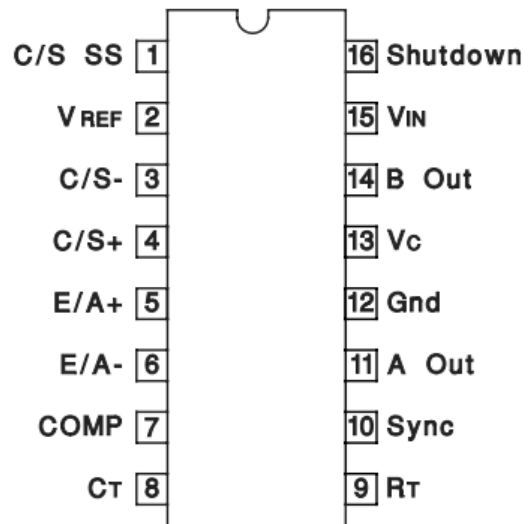 C/S SS 1 16 Shutdown
VREF 2 15 VIN
C/S- 3 14 B Out
C/S+ 4 13 VC
E/A+ 5 12 Gnd
E/A- 6 11 A Out
COMP 7 10 Sync
CT 8 9 RT